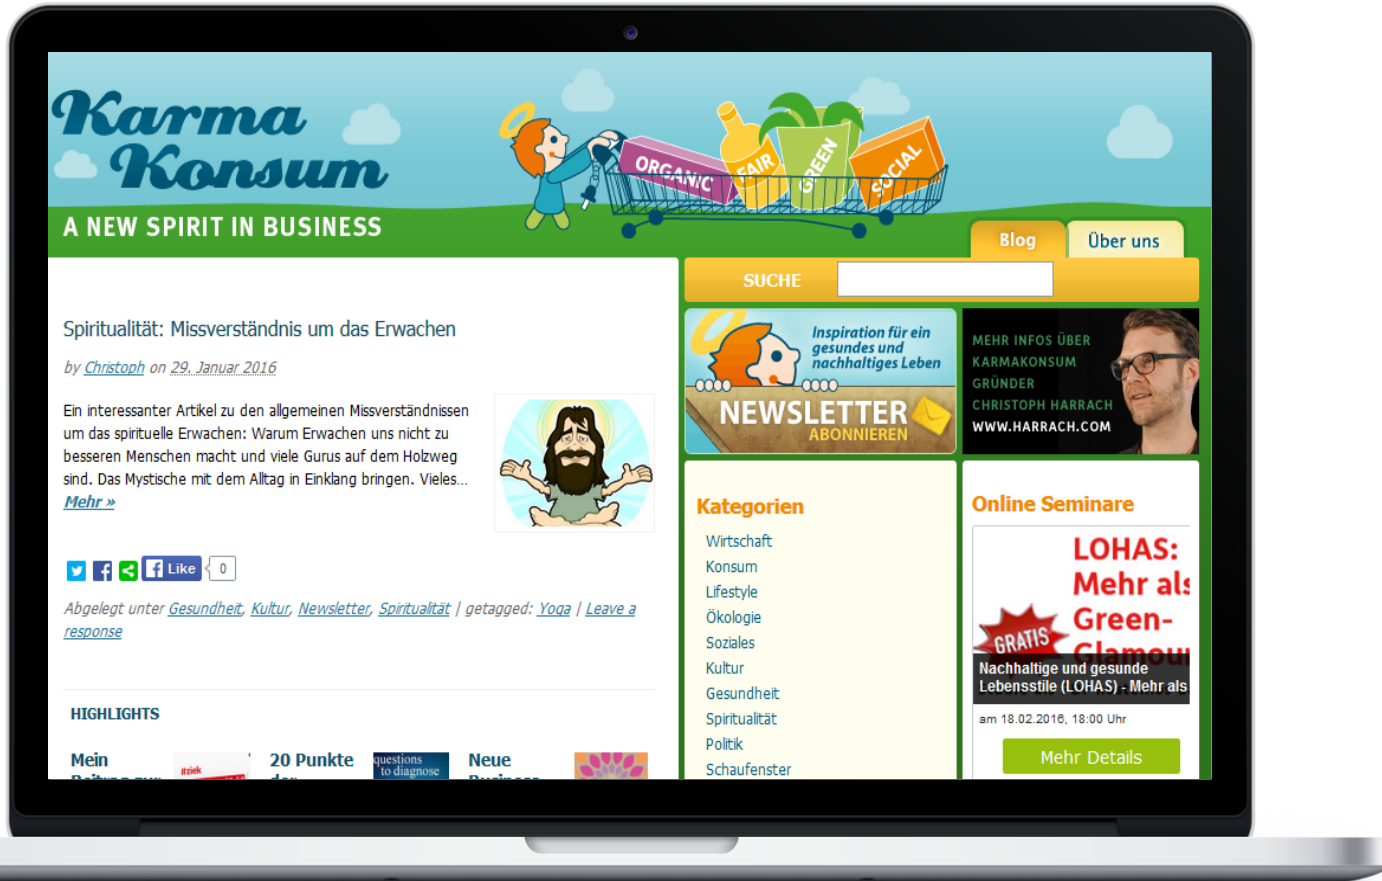 Karma
Konsum
A NEW SPIRIT IN BUSINESS
ORGANIC
FAIR
GREEN
SOCIAL
Blog
Über uns
SUCHE
Spiritualität: Missverständnis um das Erwachen
by Christoph on 29. Januar 2016
Ein interessanter Artikel zu den allgemeinen Missverständnissen
um das spirituelle Erwachen: Warum Erwachen uns nicht zu
besseren Menschen macht und viele Gurus auf dem Holzweg
sind. Das Mystische mit dem Alltag in Einklang bringen. Vieles...
Mehr »
Like
0
Abgelegt unter Gesundheit, Kultur, Newsletter, Spiritualität | getagged: Yoga | Leave a
response
HIGHLIGHTS
Mein
Beitrag zur
#ziek
20 Punkte
der
questions
to diagnose
Neue
Business
Inspiration für ein
gesundes und
nachhaltiges Leben
NEWSLETTER
ABONNIEREN
MEHR INFOS ÜBER
KARMAKONSUM
GRÜNDER
CHRISTOPH HARRACH
WWW.HARRACH.COM
Kategorien
Wirtschaft
Konsum
Lifestyle
Ökologie
Soziales
Kultur
Gesundheit
Spiritualität
Politik
Schaufenster
Online Seminare
LOHAS:
Mehr als
Green-
Glamour
GRATIS
Nachhaltige und gesunde
Lebensstile (LOHAS) - Mehr als
am 18.02.2016, 18:00 Uhr
Mehr Details